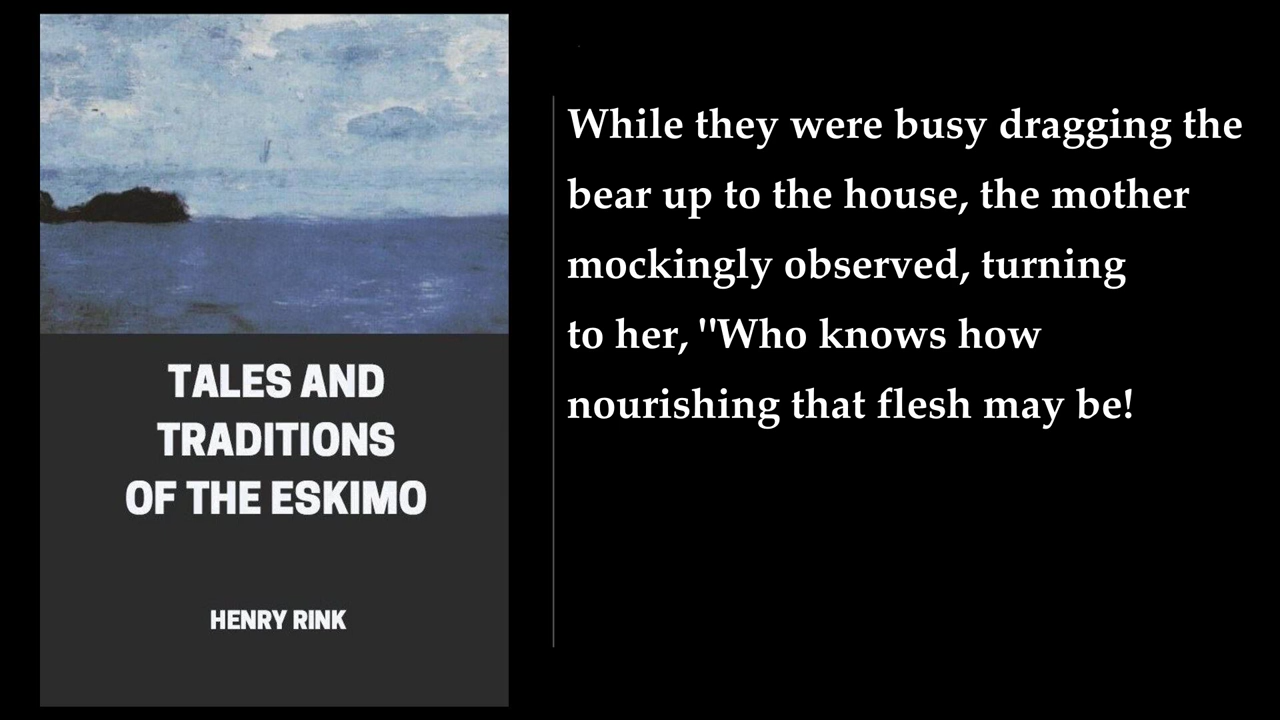 TALES AND
TRADITIONS
OF THE ESKIMO
HENRY RINK
While they were busy dragging the
bear up to the house, the mother
mockingly observed, turning
to her, "Who knows how
nourishing that flesh may be!